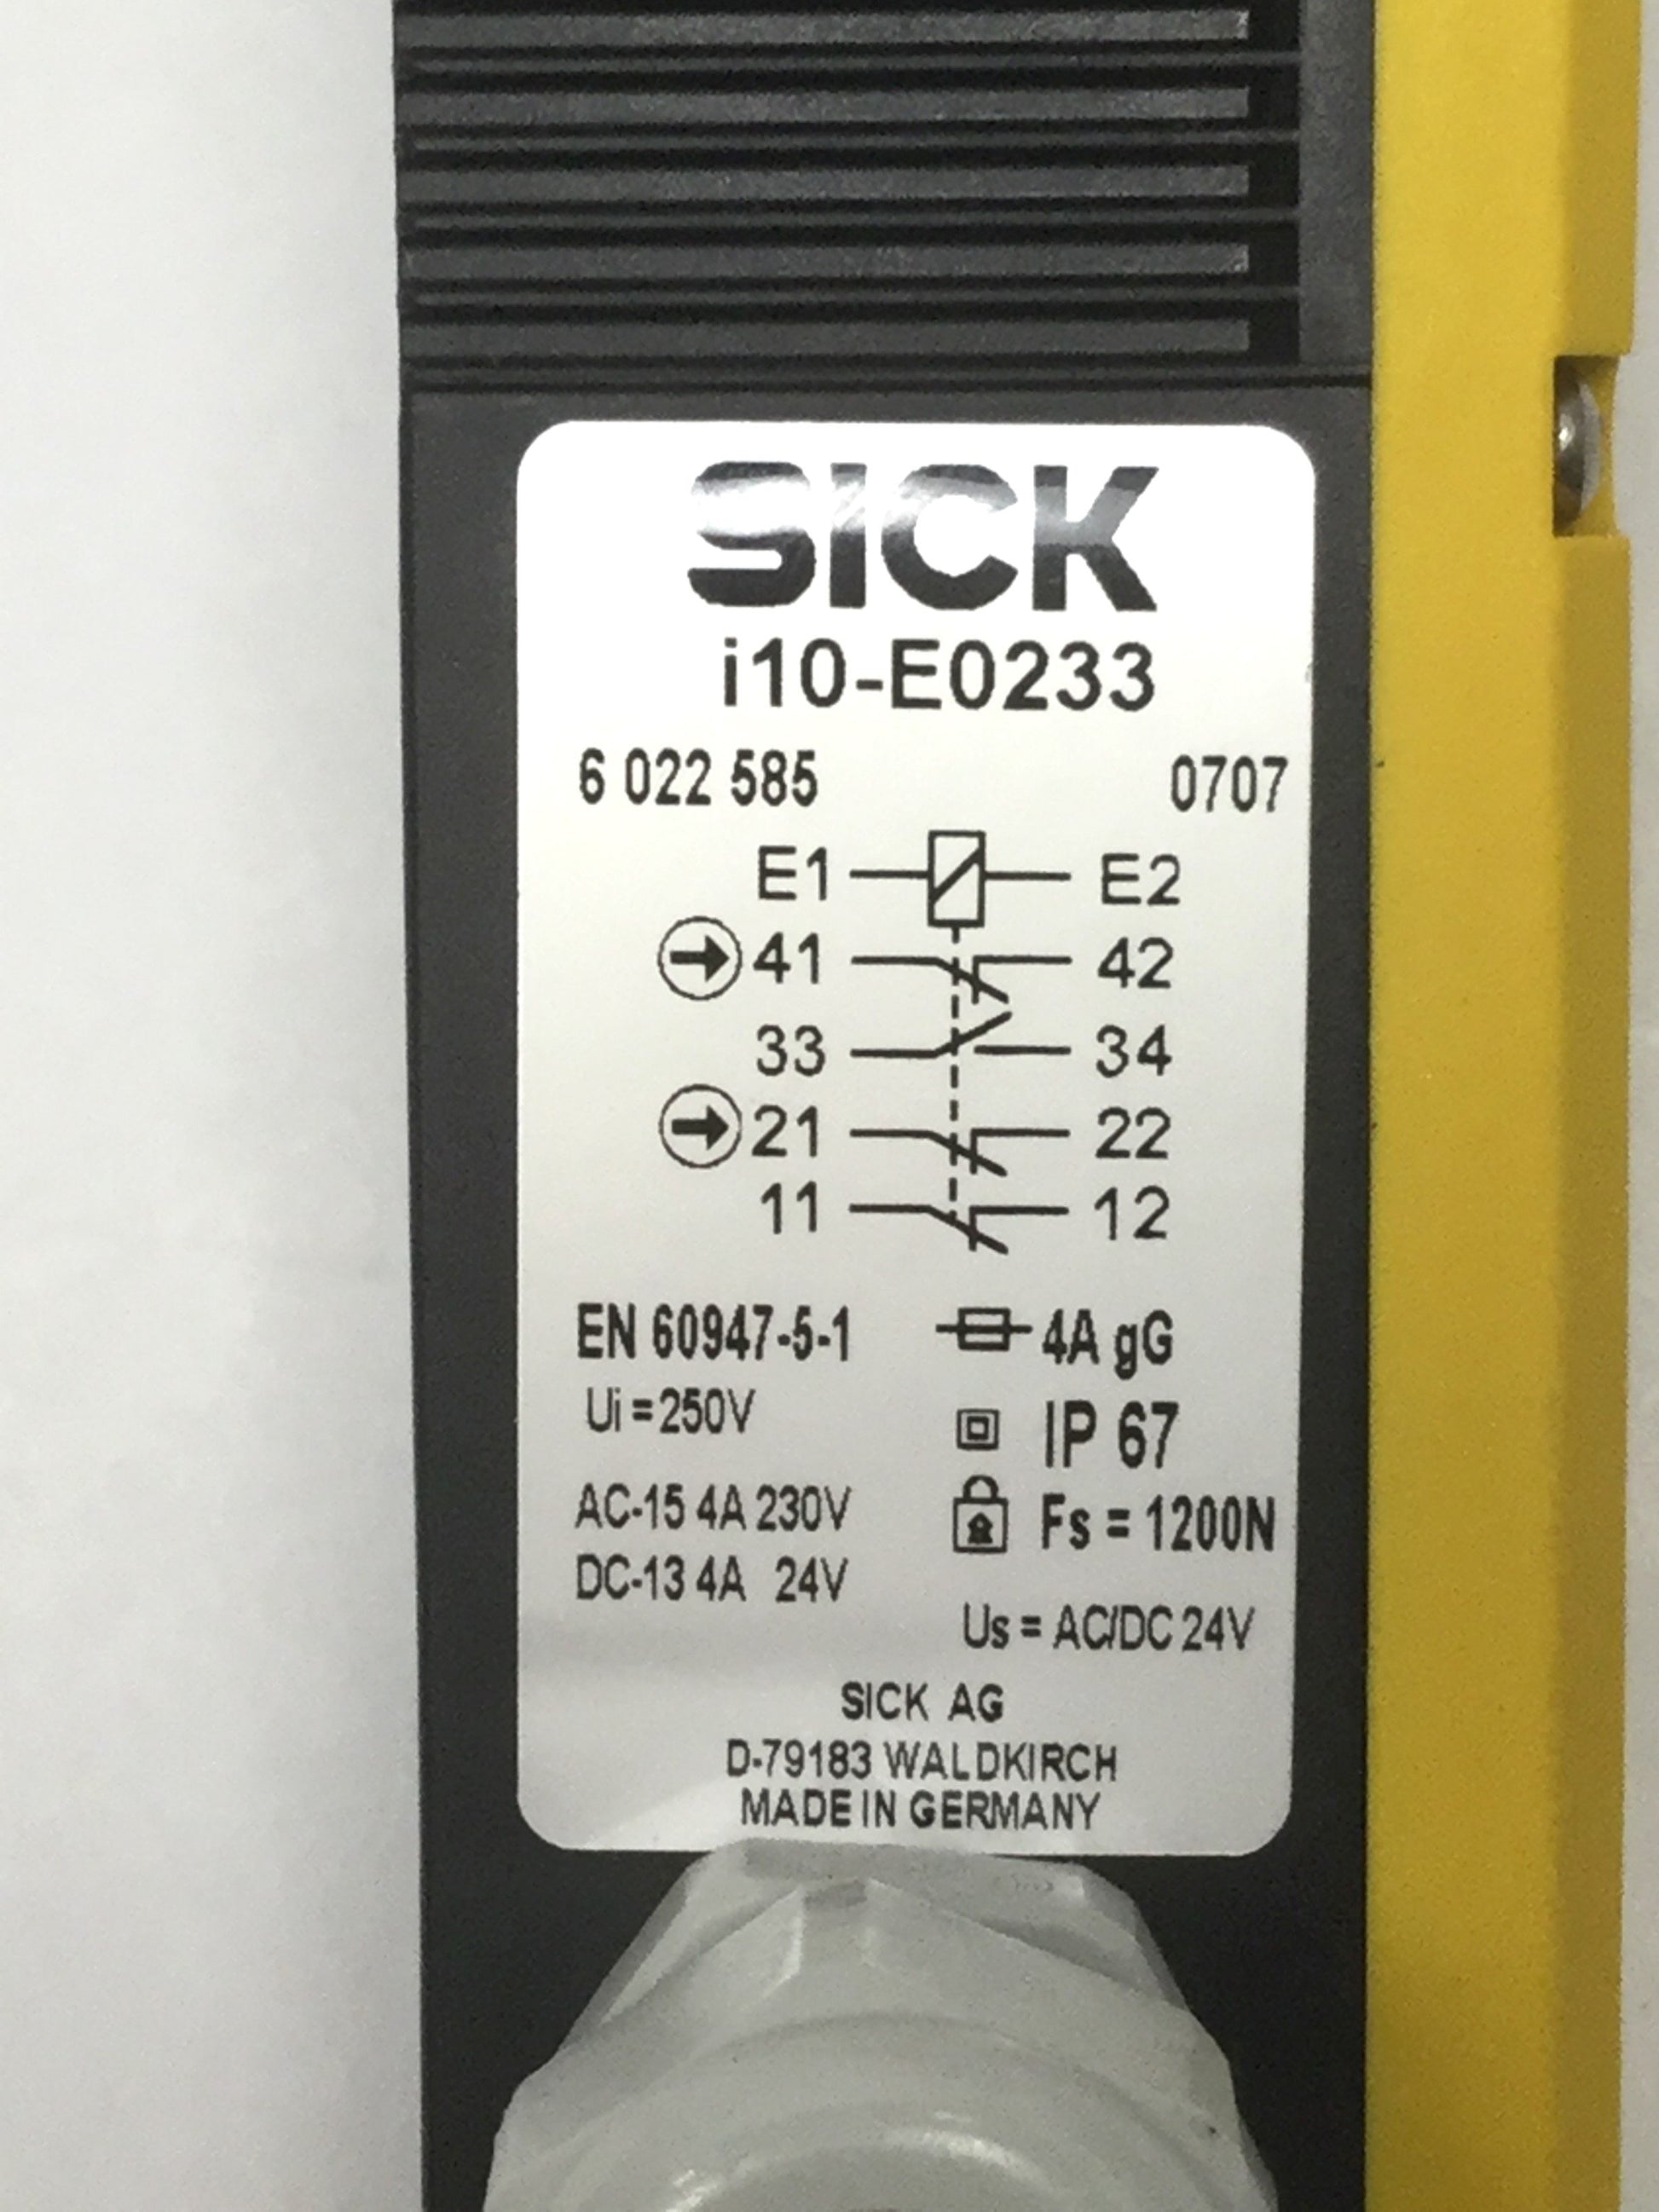 SICK
i10-E0233
6 022 585 0707
E1 E2
41 42
33 34
21 22
11 12
EN 60947-5-1 4A gG
Ui =250V IP 67
AC-15 4A 230V Fs = 1200N
DC-13 4A 24V
Us = AC/DC 24V
SICK AG
D-79183 WALDKIRCH
MADE IN GERMANY